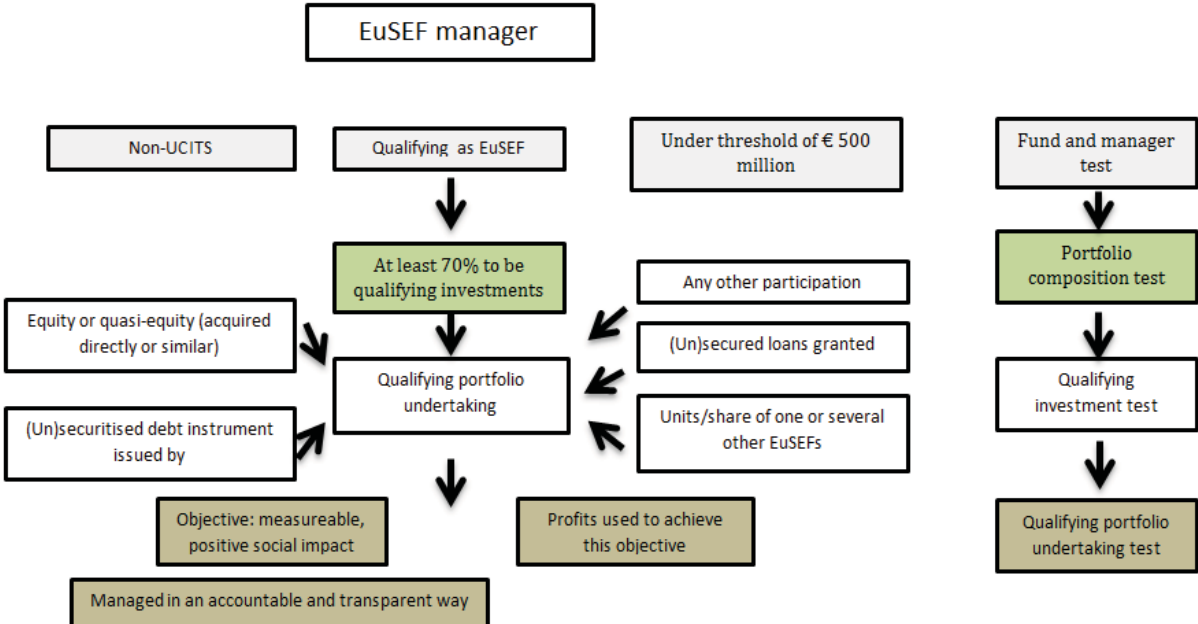 EuSEF manager
Non-UCITS
Qualifying as EuSEF
Under threshold of € 500
million
Fund and manager
test
At least 70% to be
qualifying investments
Portfolio
composition test
Equity or quasi-equity (acquired
directly or similar)
Any other participation
(Un)secured loans granted
Qualifying portfolio
undertaking
Qualifying
investment test
(Un)securitised debt instrument
issued by
Units/share of one or several
other EuSEFs
Objective: measureable,
positive social impact
Profits used to achieve
this objective
Qualifying portfolio
undertaking test
Managed in an accountable and transparent way